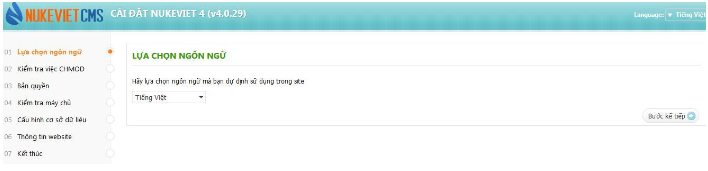 NUKEVIET CMS CÀI ĐẶT NUKEVIET 4 (v4.0.29) Language: Tiếng Việt
01 Lựa chọn ngôn ngữ
02 Kiểm tra việc CHMOD
03 Bản quyền
04 Kiểm tra máy chủ
05 Cấu hình cơ sở dữ liệu
06 Thông tin website
07 Kết thúc
LỰA CHỌN NGÔN NGỮ
Hãy lựa chọn ngôn ngữ mà bạn dự định sử dụng trong site
Tiếng Việt
Bước kế tiếp